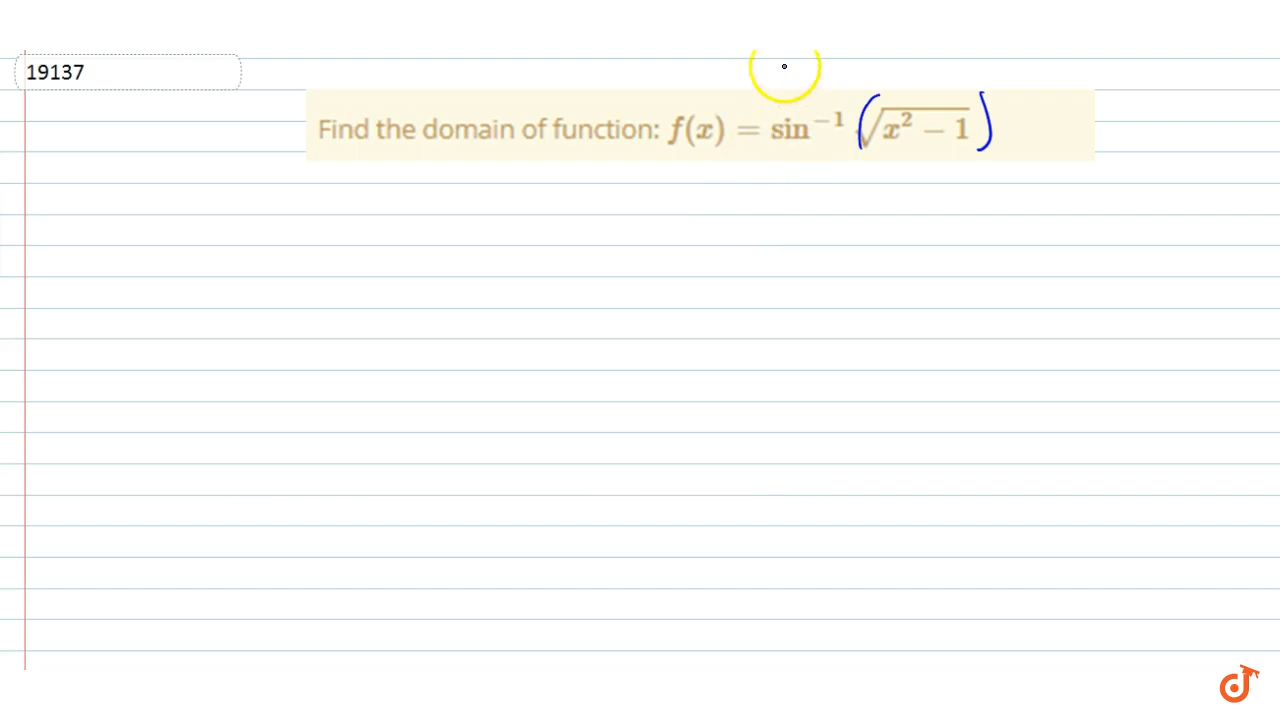 19137
Find the domain of function: f(x) = sin⁻¹ (√(x² − 1))